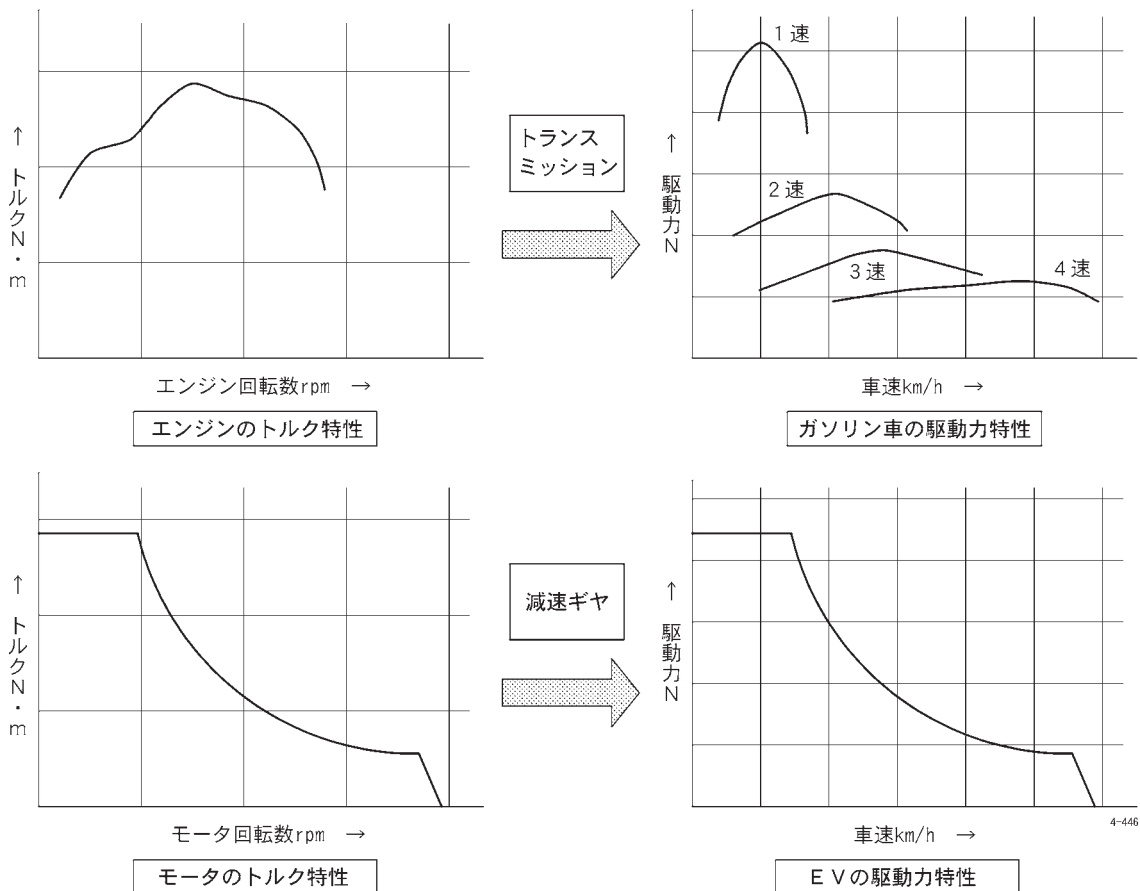 ↑ トルクN・m
エンジン回転数rpm →
エンジンのトルク特性
トランス
ミッション
↑ 駆動力N
1速
2速
3速
4速
車速km/h →
ガソリン車の駆動力特性
↑ トルクN・m
モータ回転数rpm →
モータのトルク特性
減速ギヤ
↑ 駆動力N
車速km/h →
4-446
EVの駆動力特性